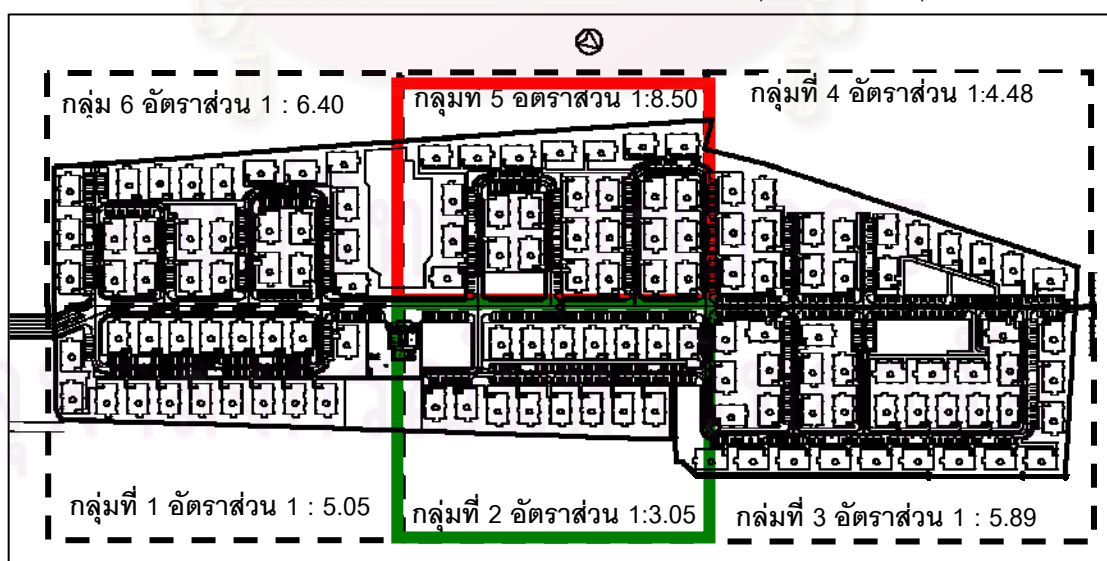 กลุ่ม 6 อัตราส่วน 1 : 6.40
กลุ่มท 5 อัตราส่วน 1:8.50
กลุ่มที่ 4 อัตราส่วน 1:4.48
กลุ่มที่ 1 อัตราส่วน 1 : 5.05
กลุ่มที่ 2 อัตราส่วน 1:3.05
กล่มที่ 3 อัตราส่วน 1 : 5.89